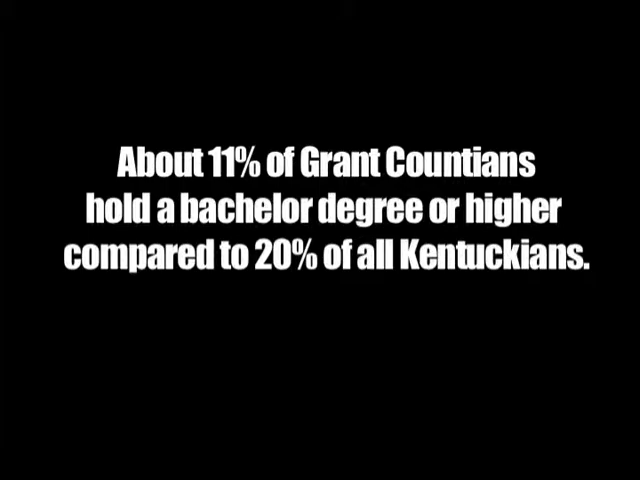 About 11% of Grant Countians
hold a bachelor degree or higher
compared to 20% of all Kentuckians.